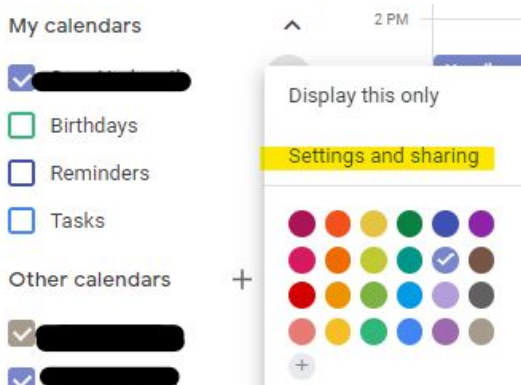 My calendars
2 PM
Birthdays
Reminders
Tasks
Other calendars
Display this only
Settings and sharing